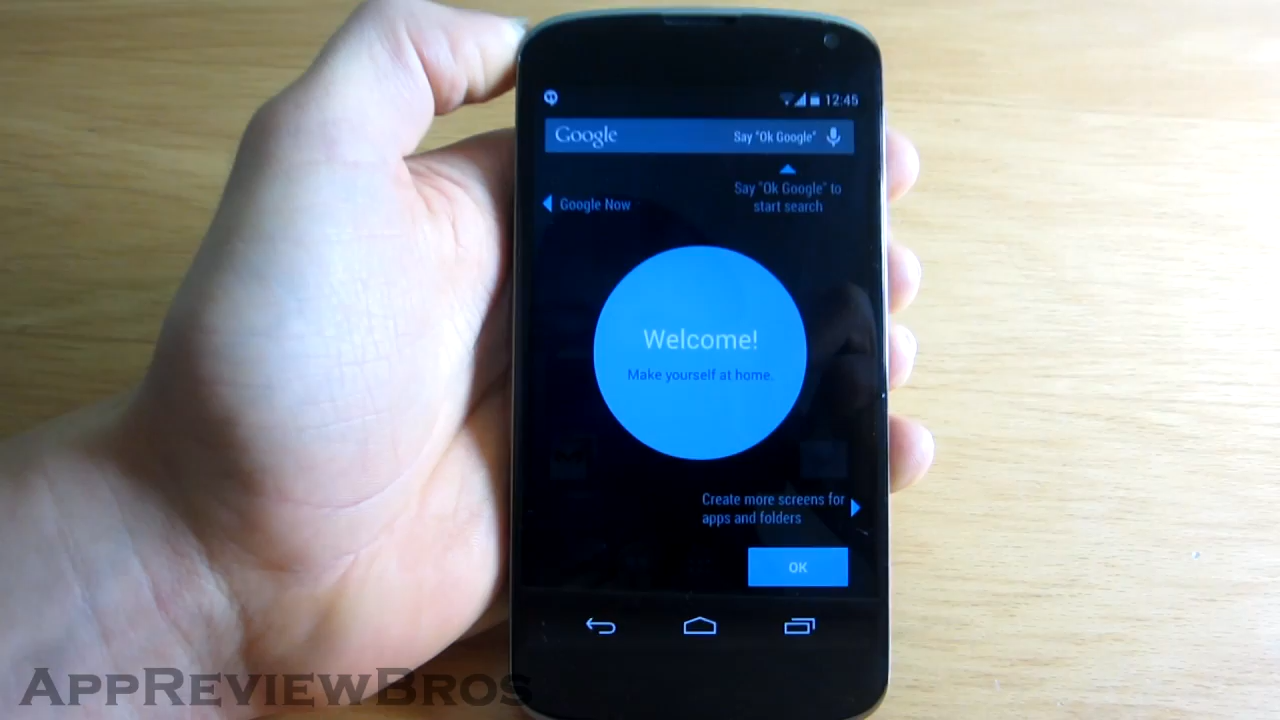 12:45
Google Say "Ok Google"
Say "Ok Google" to
start search
Google Now
Welcome!
Make yourself at home.
Create more screens for
apps and folders
OK
AppReviewBros